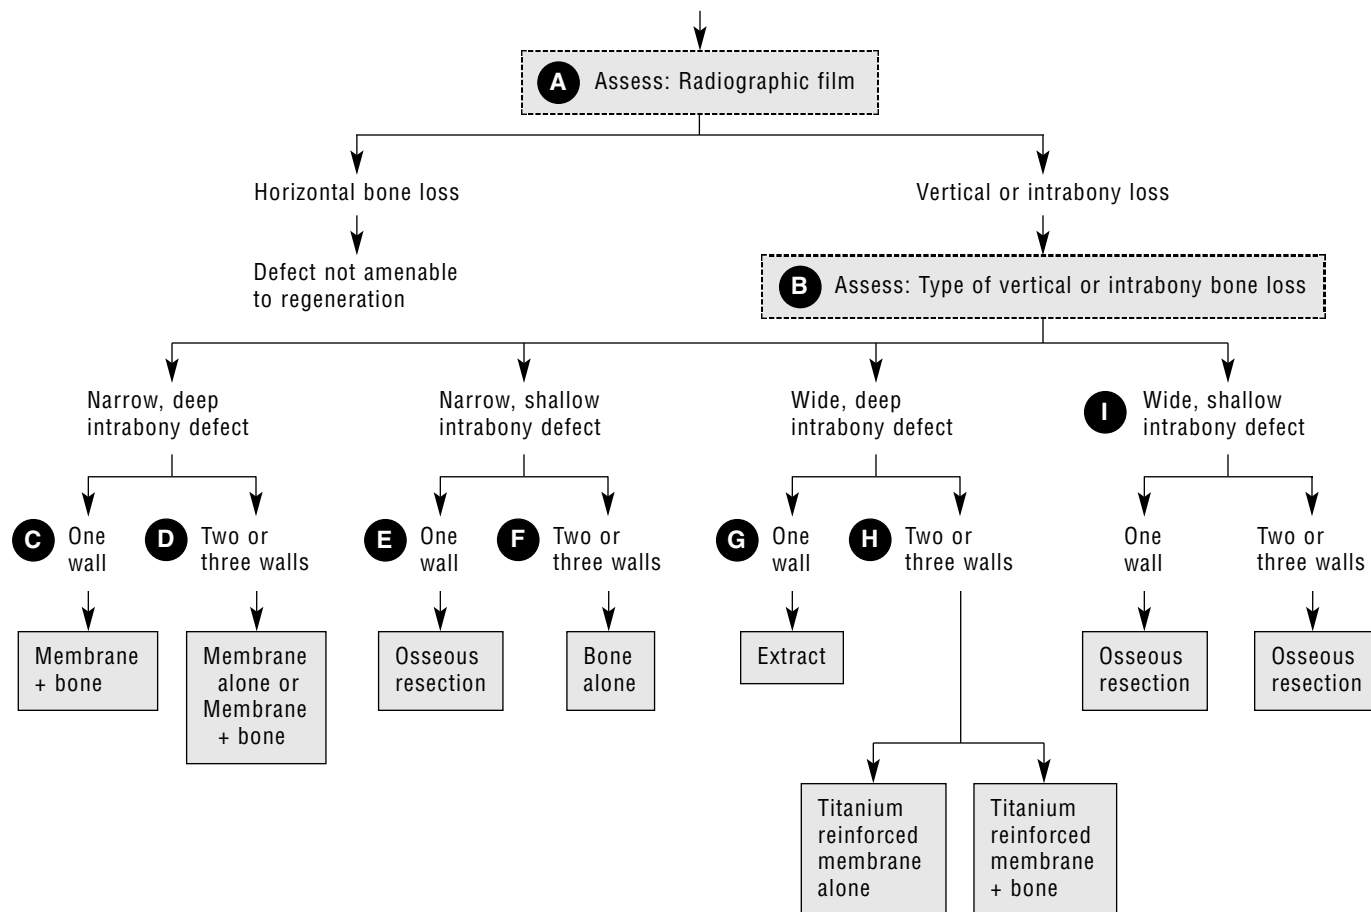 A Assess: Radiographic film
Horizontal bone loss
Vertical or intrabony loss
Defect not amenable
to regeneration
B Assess: Type of vertical or intrabony bone loss
Narrow, deep
intrabony defect
Narrow, shallow
intrabony defect
Wide, deep
intrabony defect
I Wide, shallow
intrabony defect
C One
wall
D Two or
three walls
E One
wall
F Two or
three walls
G One
wall
H Two or
three walls
One
wall
Two or
three walls
Membrane
+ bone
Membrane
alone or
Membrane
+ bone
Osseous
resection
Bone
alone
Extract
Osseous
resection
Osseous
resection
Titanium
reinforced
membrane
alone
Titanium
reinforced
membrane
+ bone